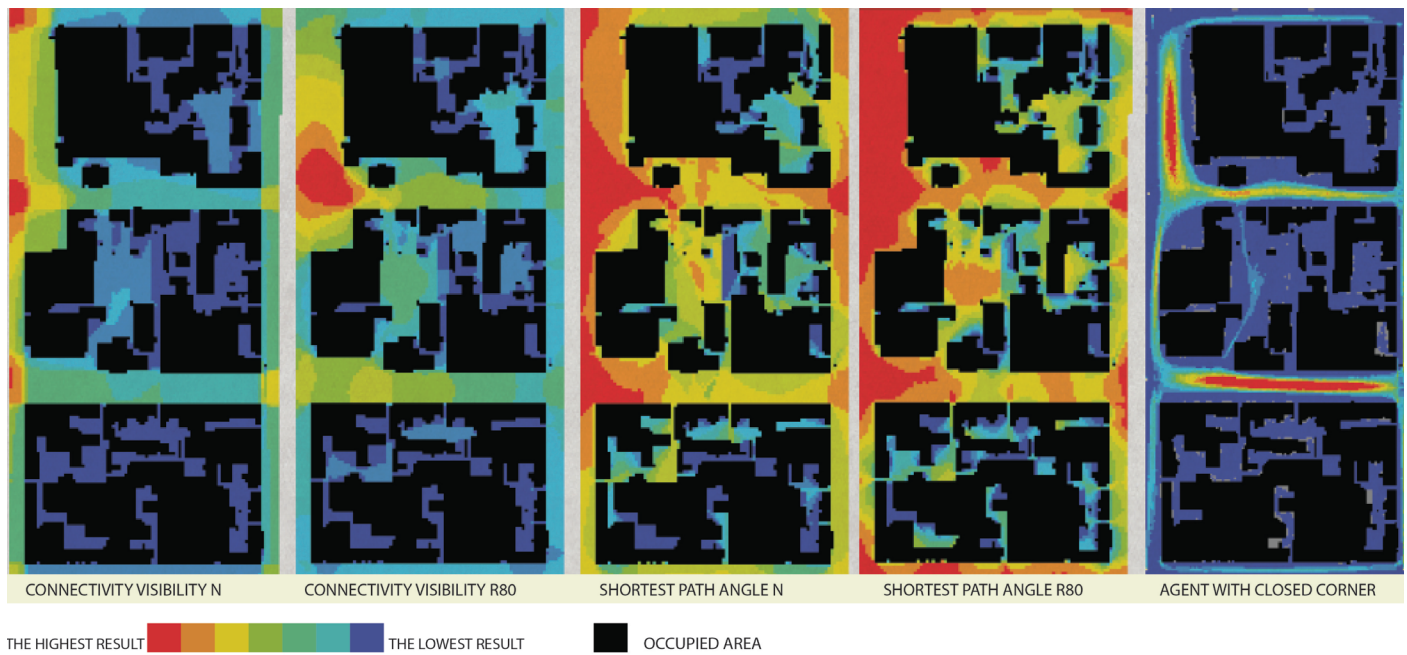 CONNECTIVITY VISIBILITY N
CONNECTIVITY VISIBILITY R80
SHORTEST PATH ANGLE N
SHORTEST PATH ANGLE R80
AGENT WITH CLOSED CORNER
THE HIGHEST RESULT
THE LOWEST RESULT
OCCUPIED AREA